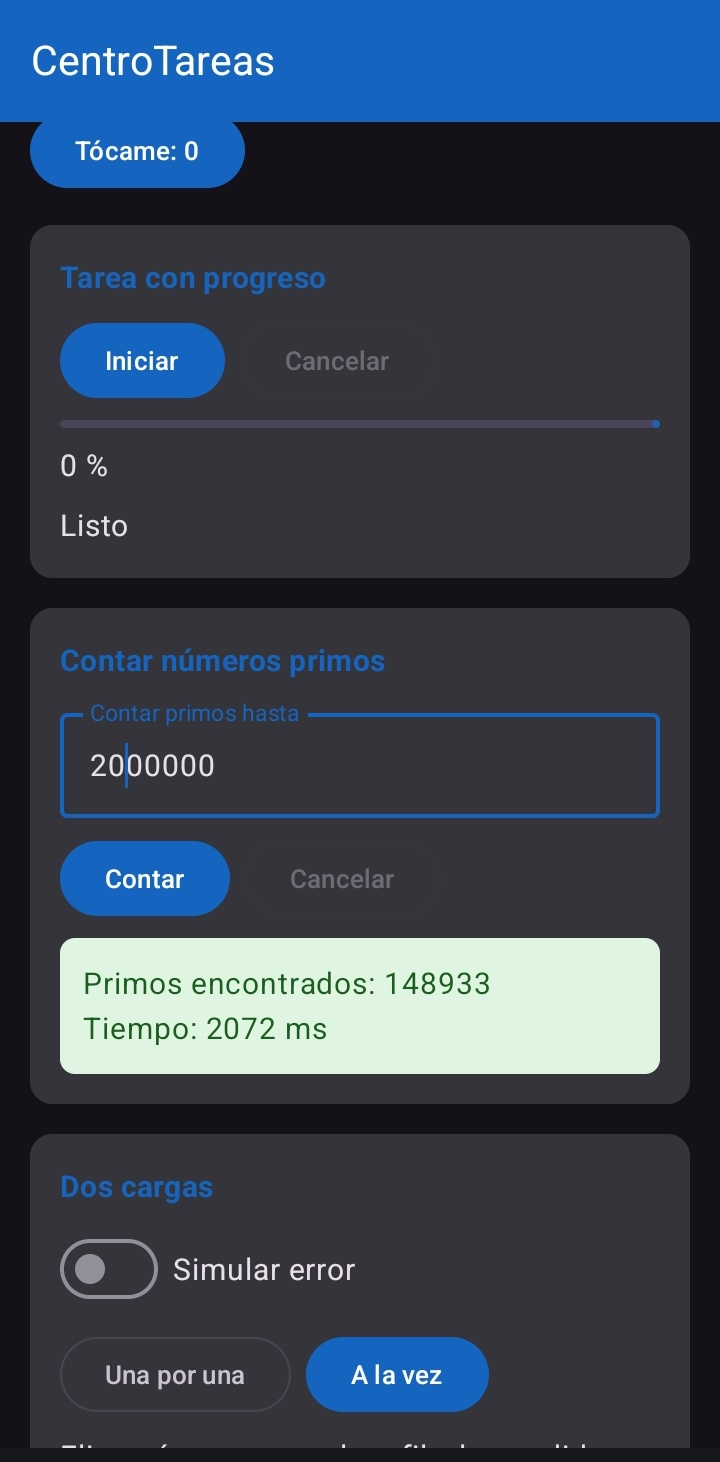 CentroTareas
Tócame: 0
Tarea con progreso
Iniciar
Cancelar
0 %
Listo
Contar números primos
Contar primos hasta
2000000
Contar
Cancelar
Primos encontrados: 148933
Tiempo: 2072 ms
Dos cargas
Simular error
Una por una
A la vez